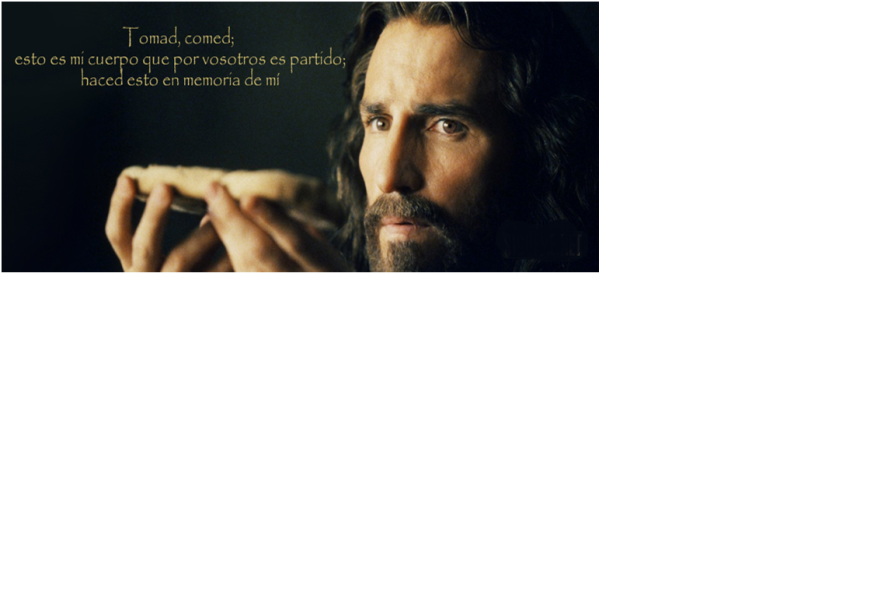 Tomad, comed;
esto es mi cuerpo que por vosotros es partido;
haced esto en memoria de mí